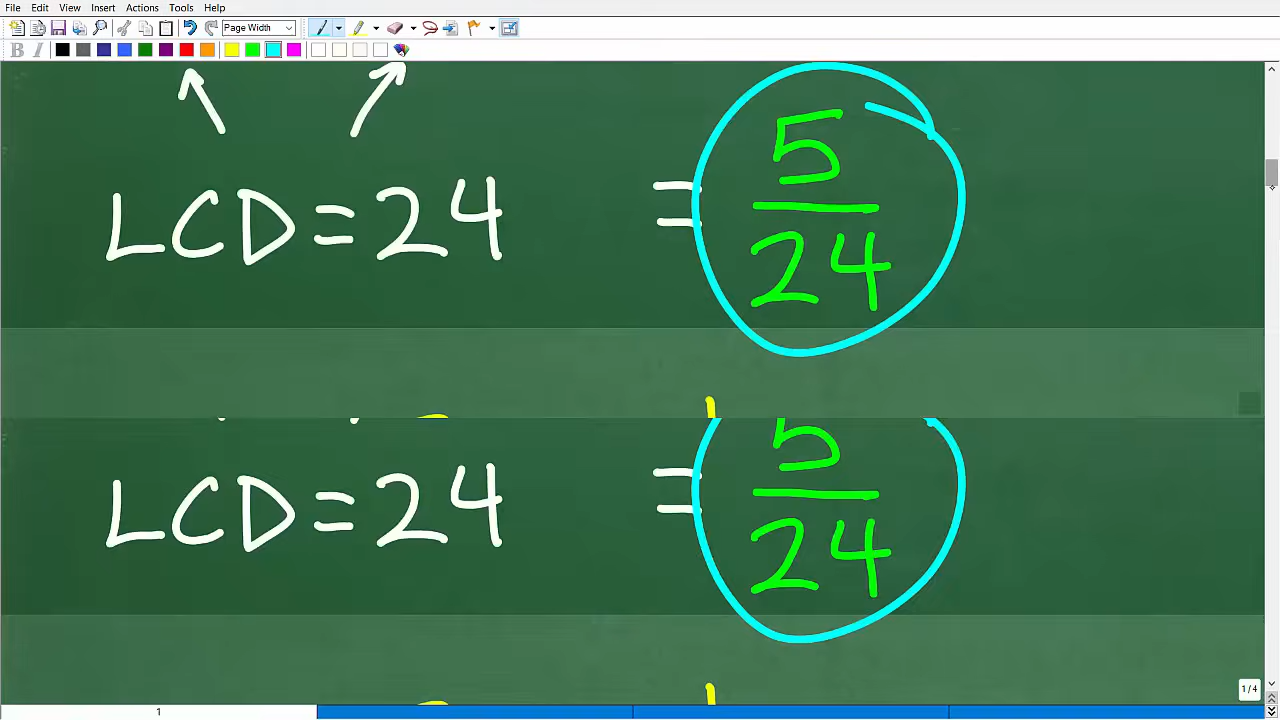 File Edit View Insert Actions Tools Help
Page Width
B I
LCD = 24 = 5/24
LCD = 24 = 5/24
1/4
1